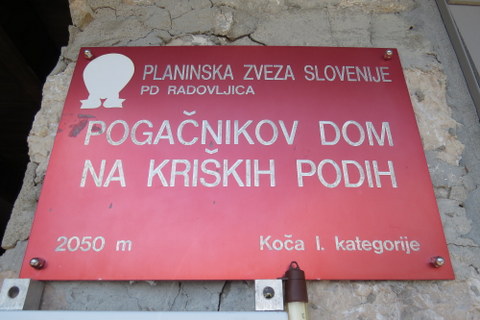 PLANINSKA ZVEZA SLOVENIJE
PD RADOVLJICA
POGAČNIKOV DOM
NA KRIŠKIH PODIH
2050 m Koča I. kategorije